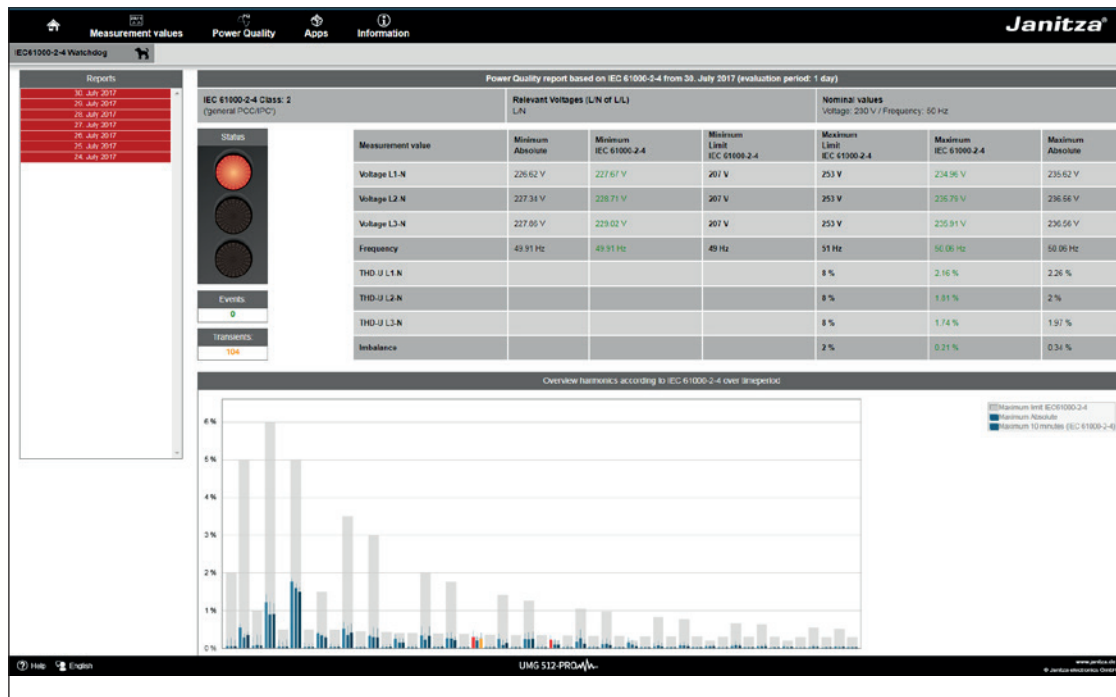 Measurement values
Power Quality
Apps
Information
Janitza®
IEC61000-2-4 Watchdog
Reports
30. July 2017
29. July 2017
28. July 2017
27. July 2017
26. July 2017
25. July 2017
24. July 2017
Power Quality report based on IEC 61000-2-4 from 30. July 2017 (evaluation period: 1 day)
IEC 61000-2-4 Class: 2
('general PCC/IPC')
Relevant Voltages (L/N of L/L)
L/N
Nominal values
Voltage: 230 V / Frequency: 50 Hz
Status
Events:
0
Transients:
104
Measurement value Minimum Absolute Minimum IEC 61000-2-4 Minimum Limit IEC 61000-2-4 Maximum Limit IEC 61000-2-4 Maximum IEC 61000-2-4 Maximum Absolute
Voltage L1-N 226.62 V 227.67 V 207 V 253 V 234.96 V 235.62 V
Voltage L2-N 227.31 V 228.71 V 207 V 253 V 235.79 V 236.56 V
Voltage L3-N 227.86 V 229.02 V 207 V 253 V 235.91 V 236.56 V
Frequency 49.91 Hz 49.91 Hz 49 Hz 51 Hz 50.06 Hz 50.06 Hz
THD-U L1-N 8 % 2.16 % 2.26 %
THD-U L2-N 8 % 1.81 % 2 %
THD-U L3-N 8 % 1.74 % 1.97 %
Imbalance 2 % 0.21 % 0.34 %
Overview harmonics according to IEC 61000-2-4 over timeperiod
6 %
5 %
4 %
3 %
2 %
1 %
0 %
Maximum limit IEC61000-2-4
Maximum Absolute
Maximum 10 minutes (IEC 61000-2-4)
Help
English
UMG 512-PRO
www.janitza.de
© Janitza electronics GmbH